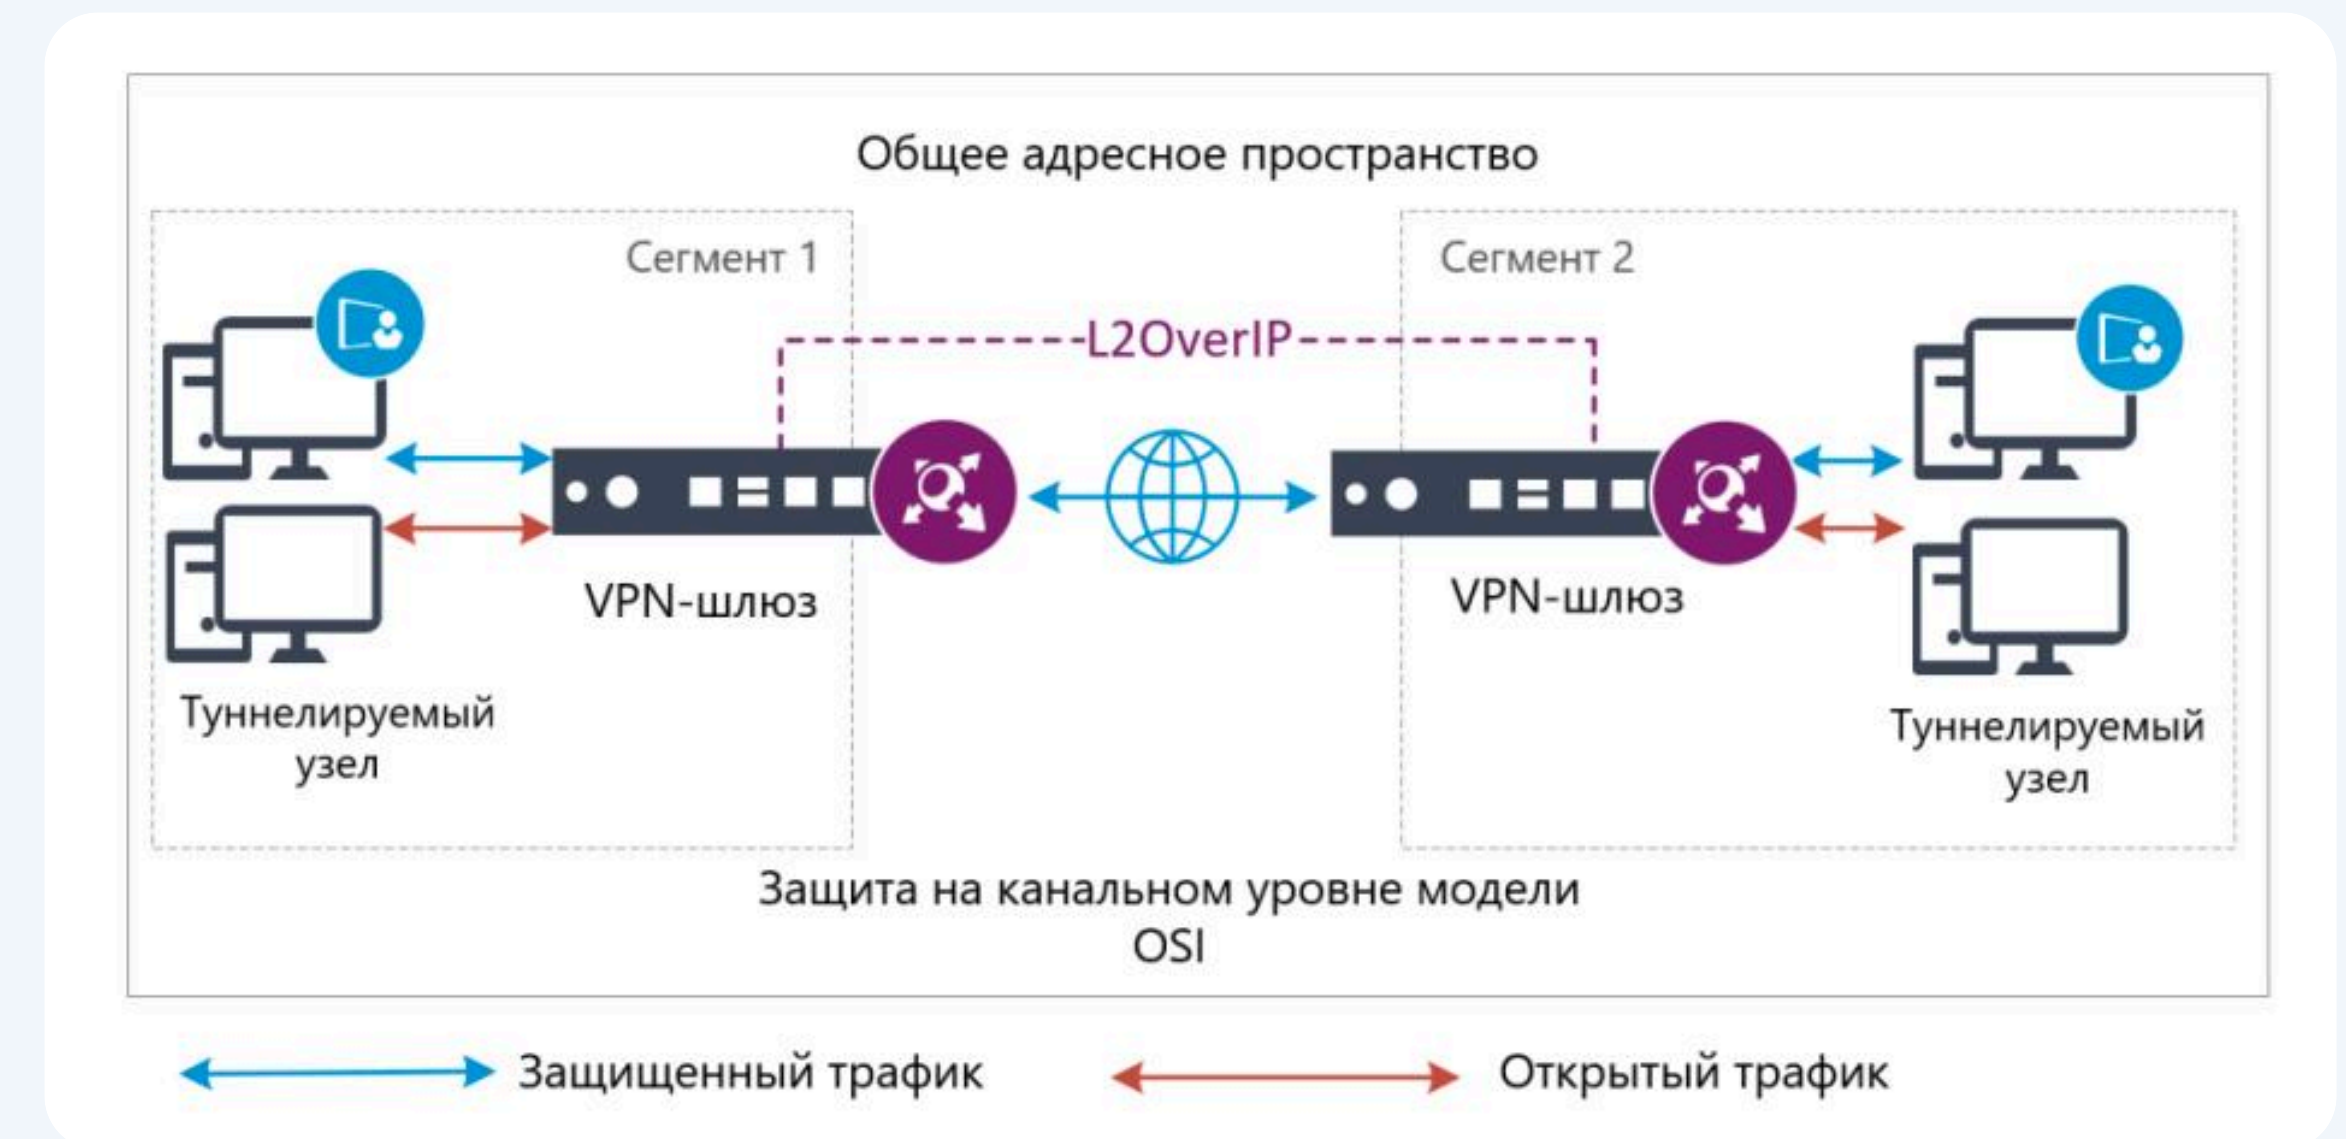 Общее адресное пространство
Сегмент 1
Сегмент 2
L2OverIP
VPN-шлюз
VPN-шлюз
Туннелируемый
узел
Туннелируемый
узел
Защита на канальном уровне модели
OSI
Защищенный трафик
Открытый трафик